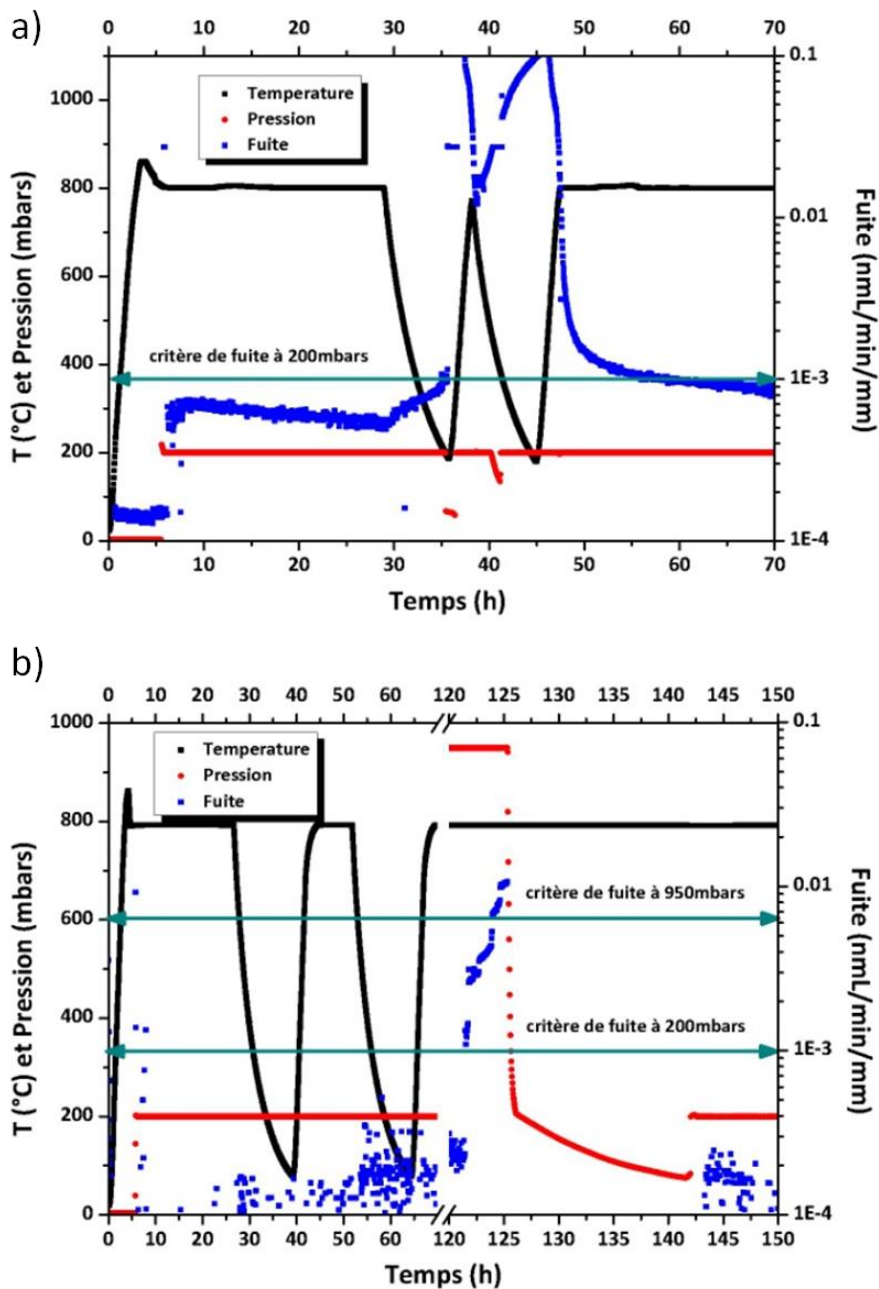 a)
0 10 20 30 40 50 60 70
T (°C) et Pression (mbars)
1000
800
600
400
200
0
Temperature
Pression
Fuite
critère de fuite à 200mbars
0.1
0.01
1E-3
1E-4
Fuite (nmL/min/mm)
0 10 20 30 40 50 60 70
Temps (h)
b)
0 10 20 30 40 50 60 120 125 130 135 140 145 150
T (°C) et Pression (mbars)
1000
800
600
400
200
0
Temperature
Pression
Fuite
critère de fuite à 950mbars
critère de fuite à 200mbars
0.1
0.01
1E-3
1E-4
Fuite (nmL/min/mm)
0 10 20 30 40 50 60 120 125 130 135 140 145 150
Temps (h)